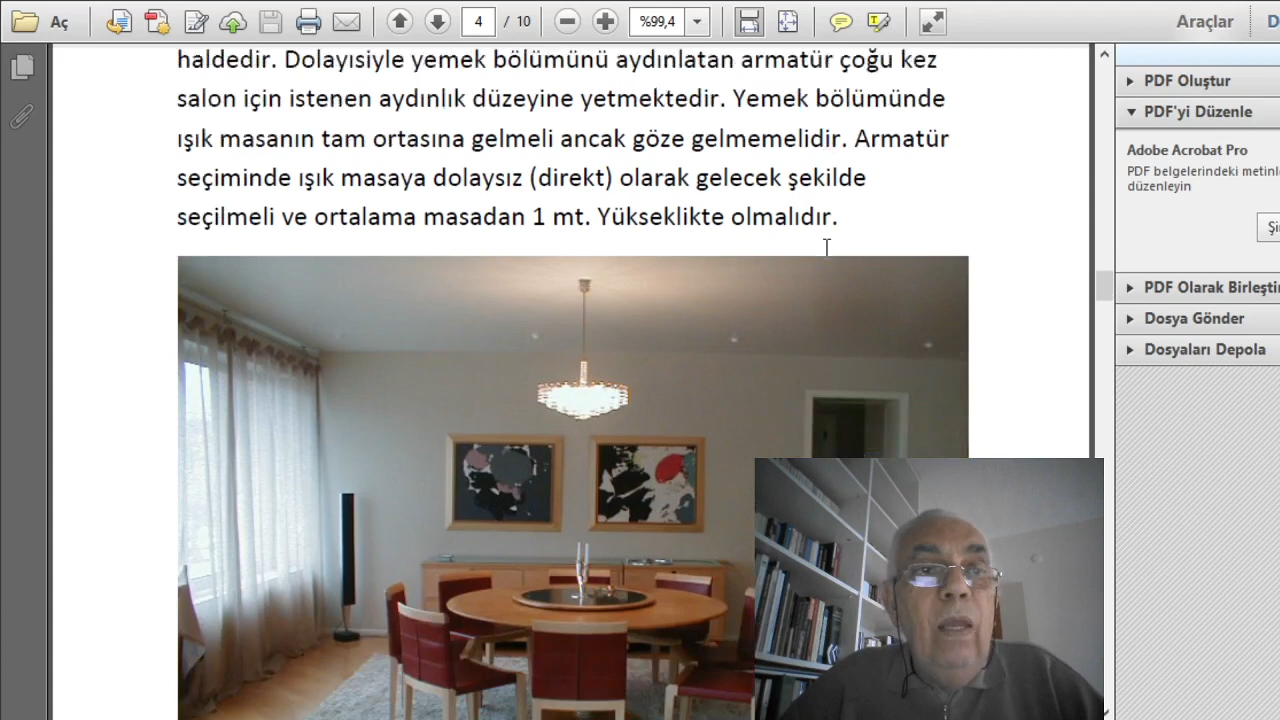 Aç
4 / 10
%99,4
Araçlar
haldedir. Dolayısiyle yemek bölümünü aydınlatan armatür çoğu kez
salon için istenen aydınlık düzeyine yetmektedir. Yemek bölümünde
ışık masanın tam ortasına gelmeli ancak göze gelmemelidir. Armatür
seçiminde ışık masaya dolaysız (direkt) olarak gelecek şekilde
seçilmeli ve ortalama masadan 1 mt. Yükseklikte olmalıdır.
PDF Oluştur
PDF'yi Düzenle
Adobe Acrobat Pro
PDF belgelerindeki metinl
düzenleyin
Şi
PDF Olarak Birleştir
Dosya Gönder
Dosyaları Depola